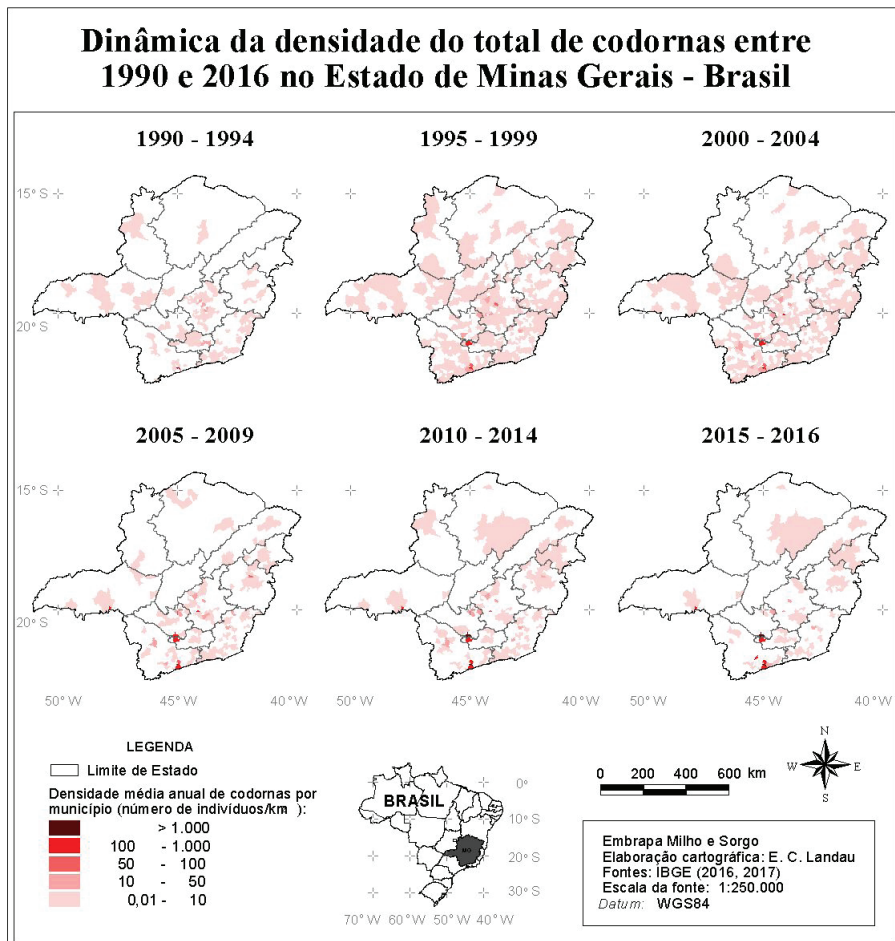 Dinâmica da densidade do total de codornas entre
1990 e 2016 no Estado de Minas Gerais - Brasil
1990 - 1994
1995 - 1999
2000 - 2004
15° S
20° S
40° W
2005 - 2009
2010 - 2014
2015 - 2016
15° S
20° S
50° W
45° W
40° W
50° W
45° W
40° W
50° W
45° W
40° W
LEGENDA
Limite de Estado
Densidade média anual de codornas por
município (número de indivíduos/km ):
> 1.000
100 - 1.000
50 - 100
10 - 50
0,01 - 10
BRASIL
MG
0°
10° S
20° S
30° S
70° W
60° W
50° W
40° W
0 200 400 600 km
N
W
E
S
Embrapa Milho e Sorgo
Elaboração cartográfica: E. C. Landau
Fontes: IBGE (2016, 2017)
Escala da fonte: 1:250.000
Datum: WGS84